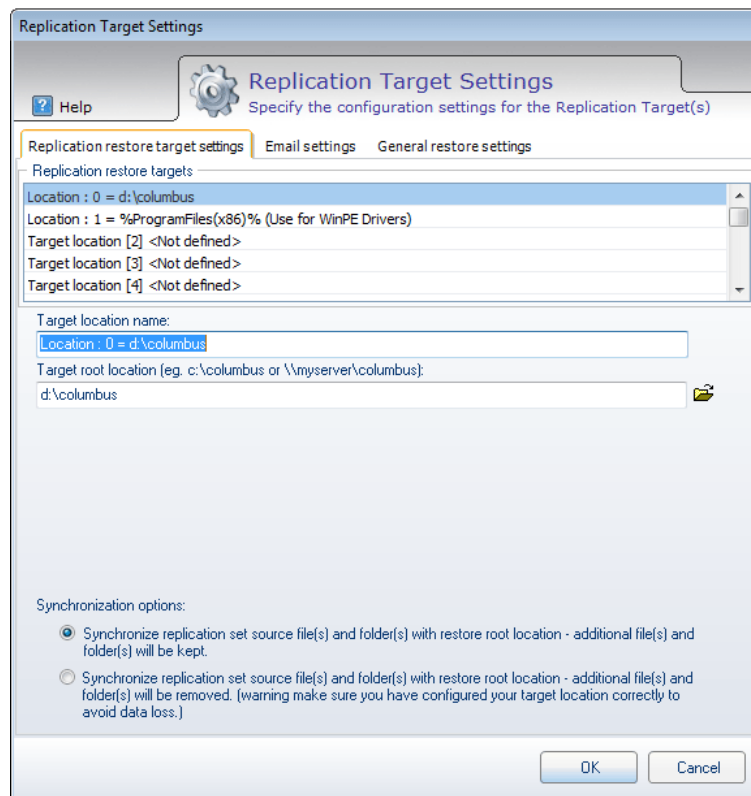 Replication Target Settings
Replication Target Settings
Help
Specify the configuration settings for the Replication Target(s)
Replication restore target settings Email settings General restore settings
Replication restore targets
Location : 0 = d:\columbus
Location : 1 = %ProgramFiles(x86)% (Use for WinPE Drivers)
Target location [2] <Not defined>
Target location [3] <Not defined>
Target location [4] <Not defined>
Target location name:
Location : 0 = d:\columbus
Target root location (eg. c:\columbus or \\myserver\columbus):
d:\columbus
Synchronization options:
Synchronize replication set source file(s) and folder(s) with restore root location - additional file(s) and
folder(s) will be kept.
Synchronize replication set source file(s) and folder(s) with restore root location - additional file(s) and
folder(s) will be removed. (warning make sure you have configured your target location correctly to
avoid data loss.)
OK Cancel